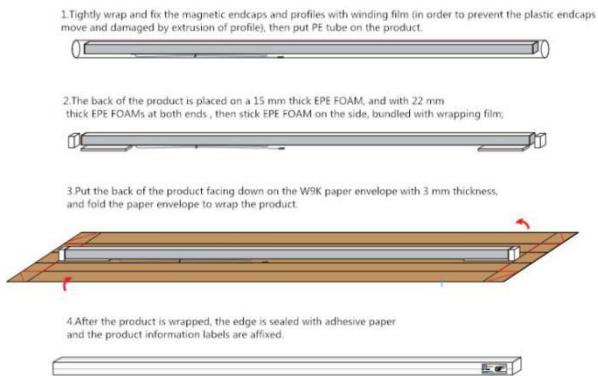 1.Tightly wrap and fix the magnetic endcaps and profiles with winding film (in order to prevent the plastic endcaps
move and damaged by extrusion of profile), then put PE tube on the product.
2.The back of the product is placed on a 15 mm thick EPE FOAM, and with 22 mm
thick EPE FOAMs at both ends , then stick EPE FOAM on the side, bundled with wrapping film;
3.Put the back of the product facing down on the W9K paper envelope with 3 mm thickness,
and fold the paper envelope to wrap the product.
4.After the product is wrapped, the edge is sealed with adhesive paper
and the product information labels are affixed.